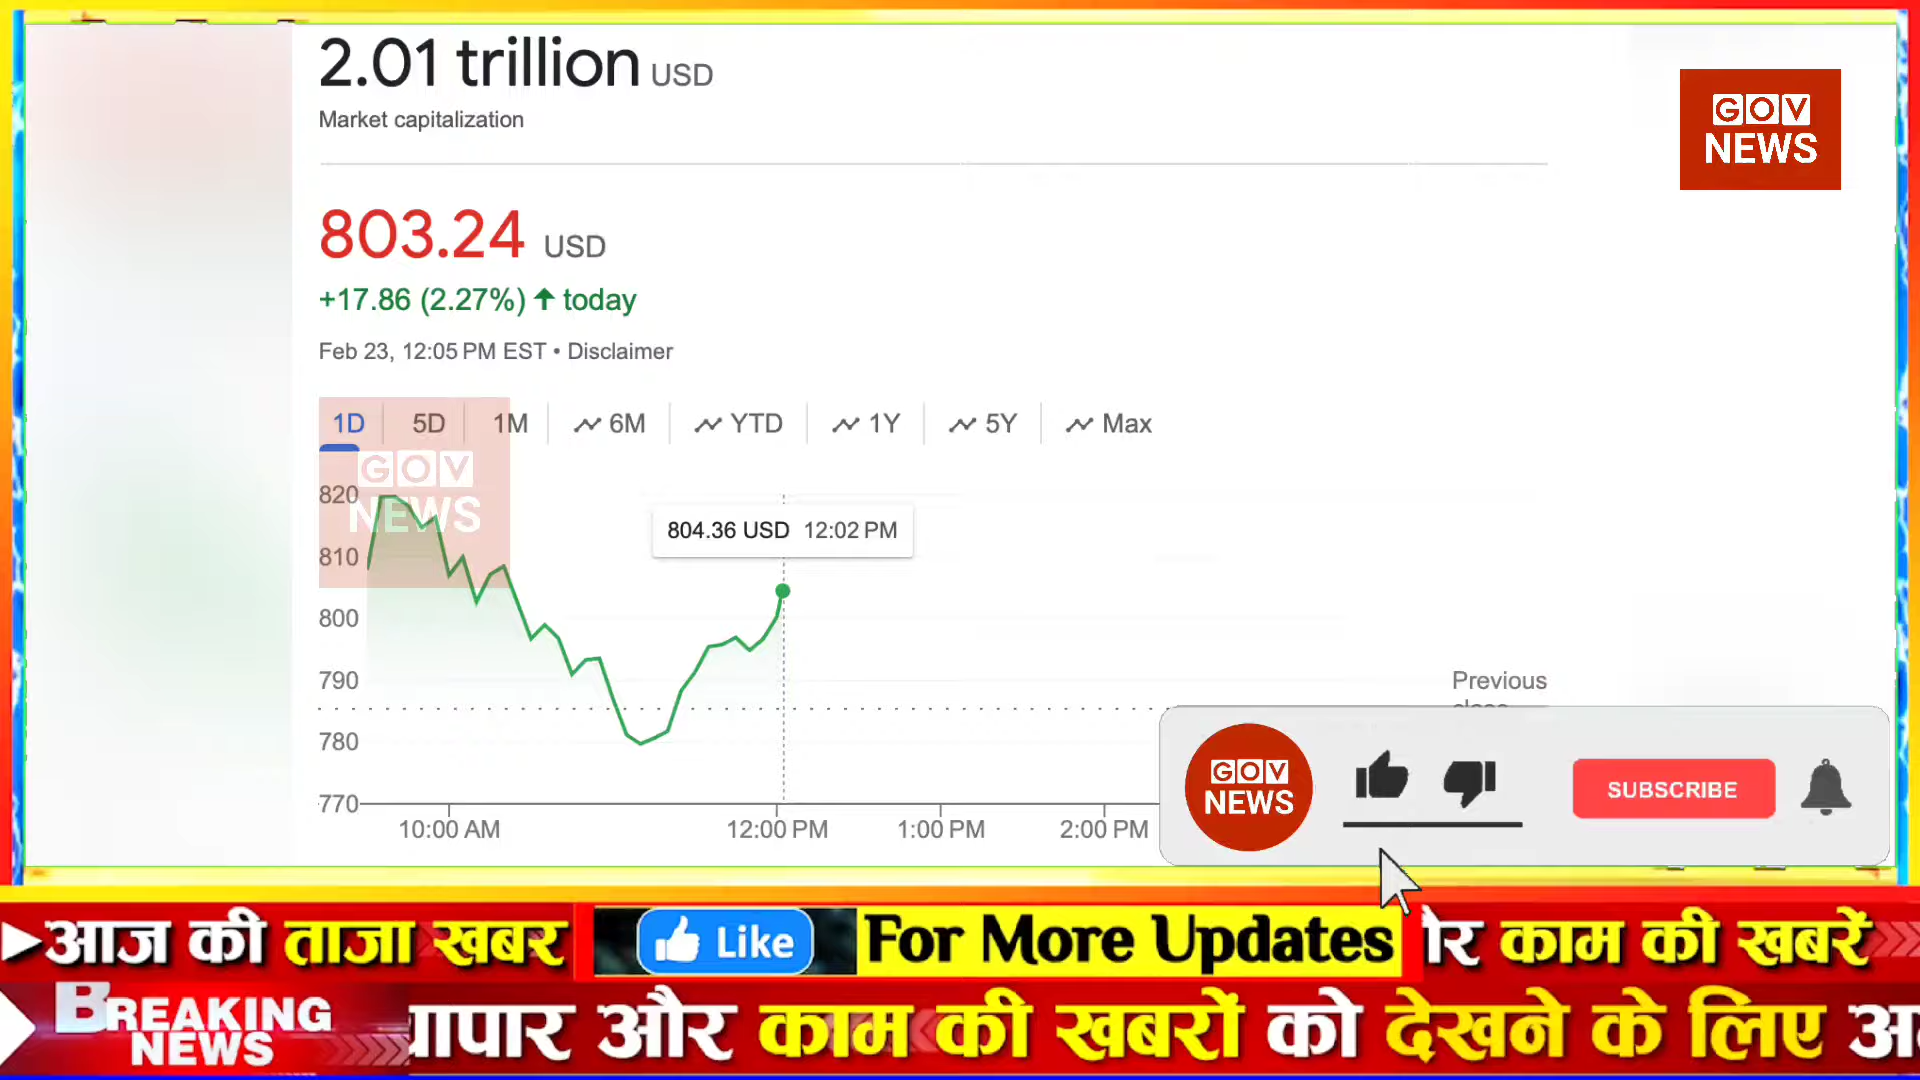 2.01 trillion USD
Market capitalization
GOV
NEWS
803.24 USD
+17.86 (2.27%) ↑ today
Feb 23, 12:05 PM EST • Disclaimer
1D 5D 1M 6M YTD 1Y 5Y Max
GOV
NEWS
820
810
800
790
780
770
804.36 USD 12:02 PM
Previous
close
10:00 AM 12:00 PM 1:00 PM 2:00 PM
GOV
NEWS
SUBSCRIBE
आज की ताजा खबर
Like
For More Updates
काम की खबरें
BREAKING
NEWS
और काम की खबरों को देखने के लिए